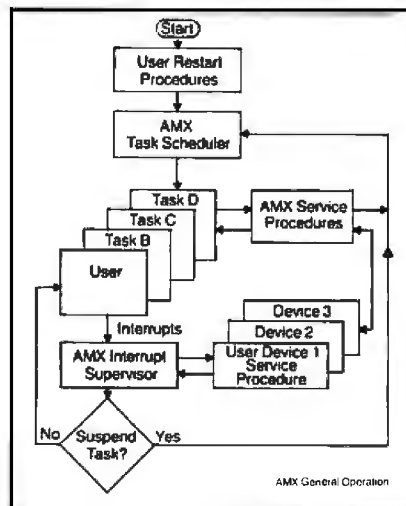 Start
User Restart
Procedures
AMX
Task Scheduler
Task D
Task C
Task B
User
AMX Service
Procedures
Interrupts
Device 3
Device 2
User Device 1
Service
Procedure
AMX Interrupt
Supervisor
No
Suspend
Task?
Yes
AMX General Operation